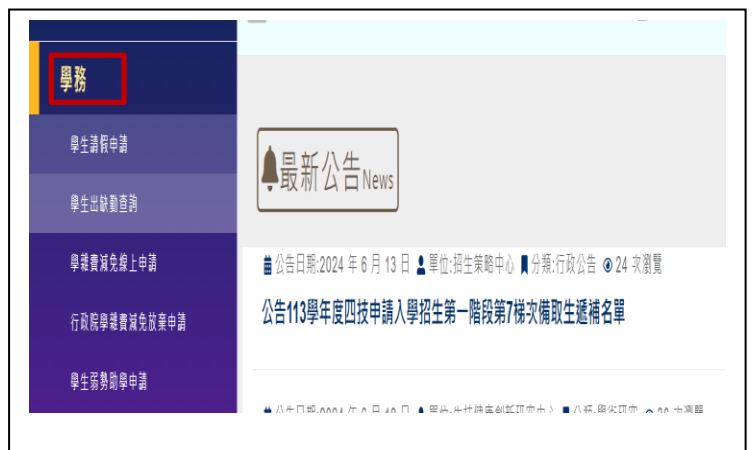 學務
學生請假申請
學生出缺勤查詢
學雜費減免線上申請
行政院學雜費減免放棄申請
學生弱勢助學申請
最新公告News
公告日期:2024 年 6 月 13 日 單位:招生策略中心 分類:行政公告 24 次瀏覽
公告113學年度四技申請入學招生第一階段第7梯次備取生遞補名單